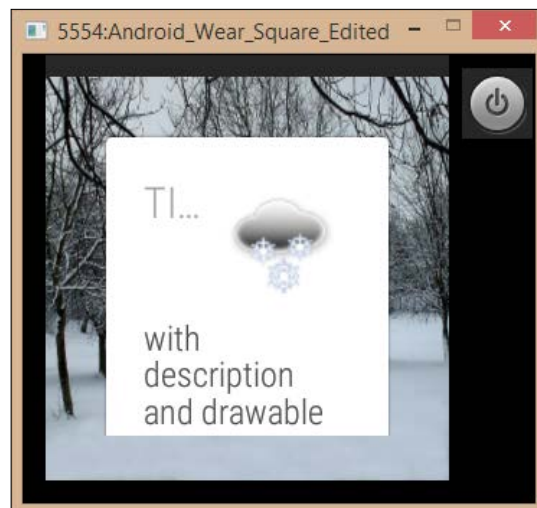 5554:Android_Wear_Square_Edited
TI...
with
description
and drawable